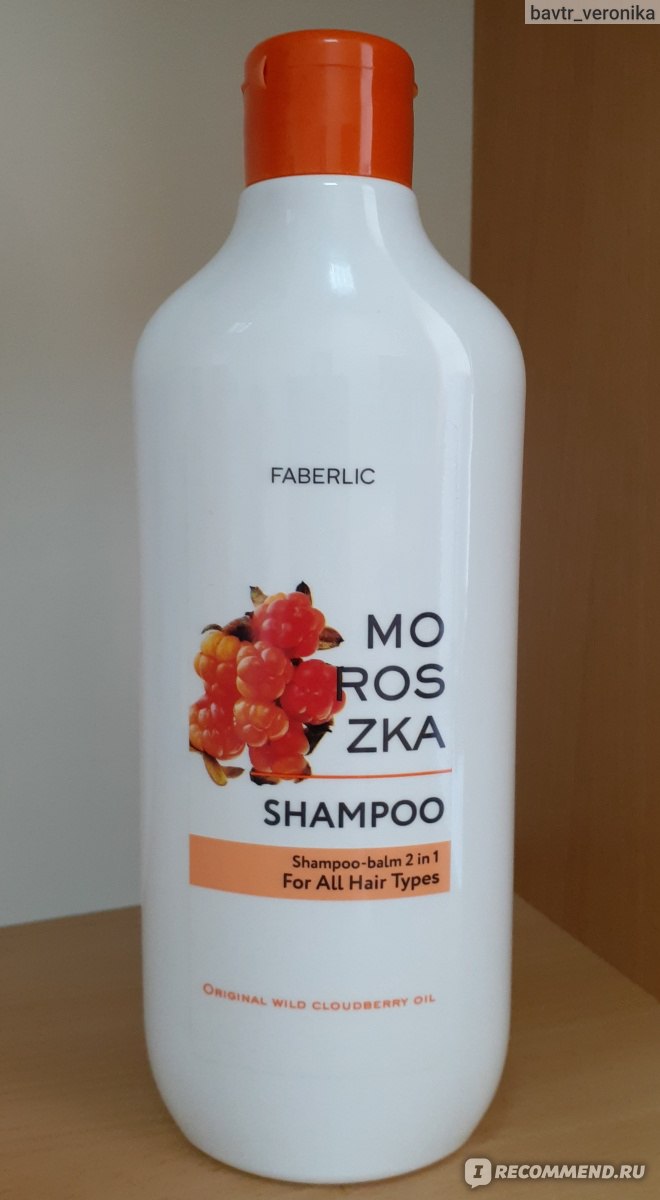 bavtr_veronika
FABERLIC
MO
ROS
ZKA
SHAMPOO
Shampoo-balm 2 in 1
For All Hair Types
ORIGINAL WILD CLOUDBERRY OIL
I RECOMMEND.RU